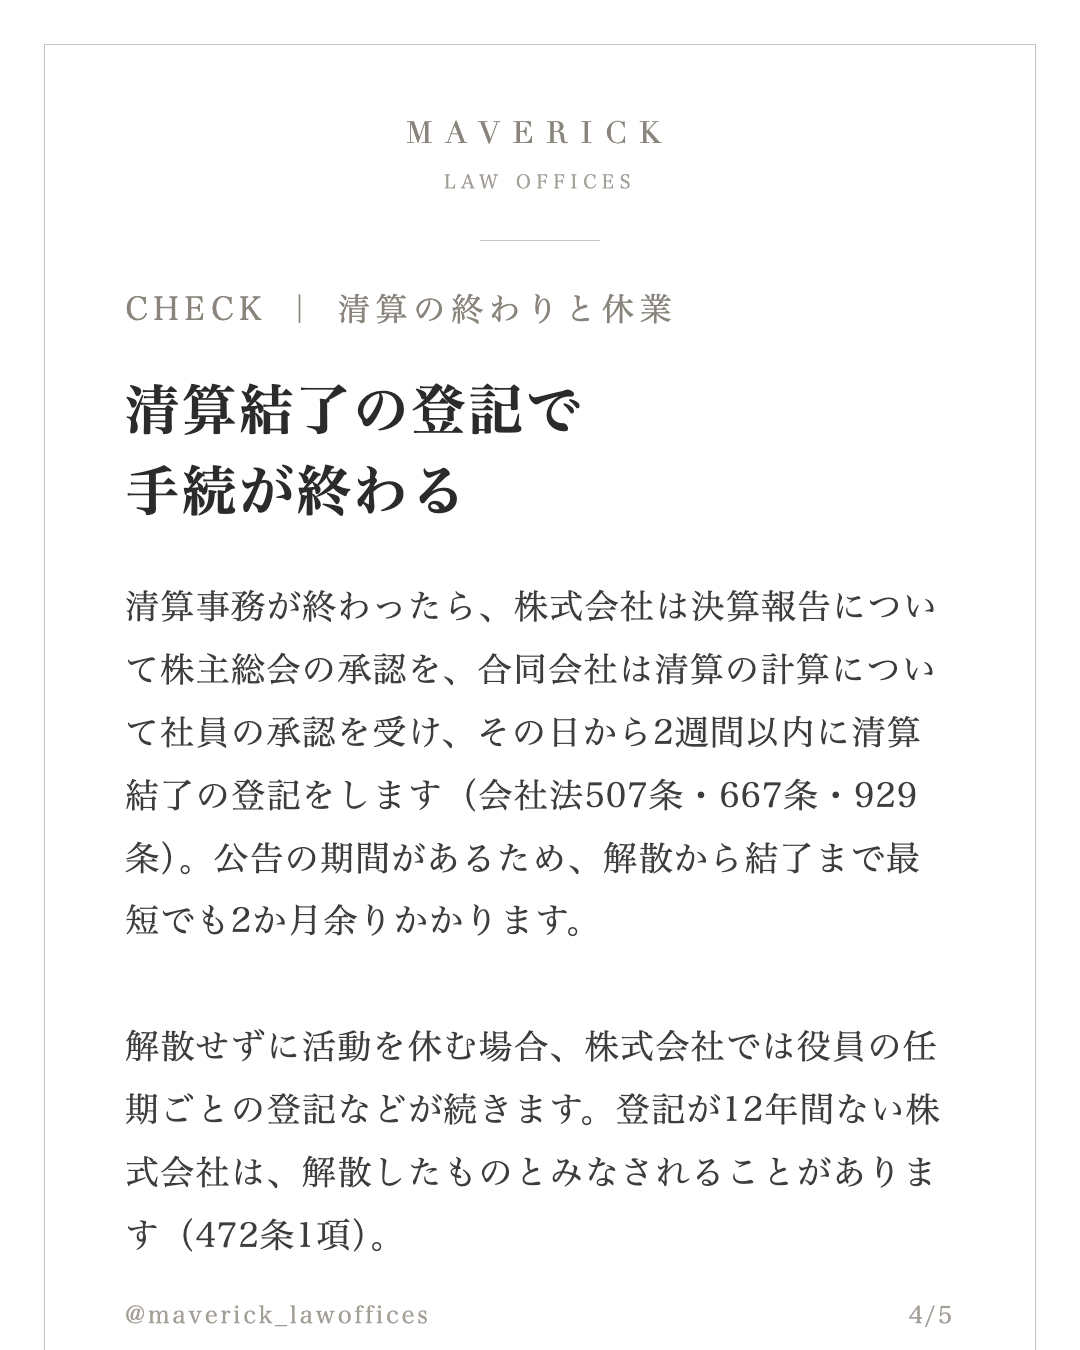 MAVERICK
LAW OFFICES
CHECK ｜ 清算の終わりと休業
清算結了の登記で
手続が終わる
清算事務が終わったら、株式会社は決算報告につい
て株主総会の承認を、合同会社は清算の計算につい
て社員の承認を受け、その日から2週間以内に清算
結了の登記をします（会社法507条・667条・929
条）。公告の期間があるため、解散から結了まで最
短でも2か月余りかかります。
解散せずに活動を休む場合、株式会社では役員の任
期ごとの登記などが続きます。登記が12年間ない株
式会社は、解散したものとみなされることがありま
す（472条1項）。
@maverick_lawoffices
4/5